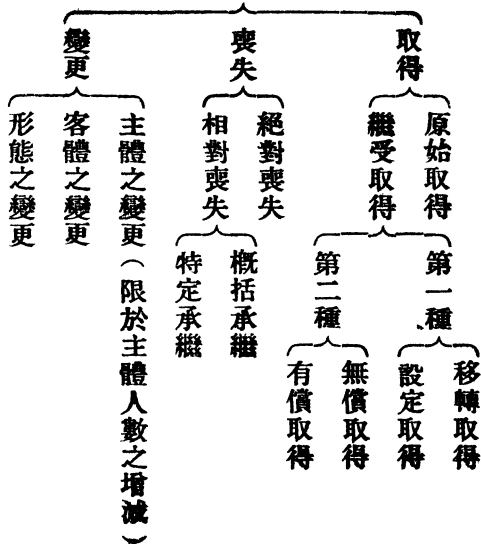 取得
原始取得
繼受取得
第一種
移轉取得
設定取得
第二種
無償取得
有償取得
喪失
絕對喪失
相對喪失
概括承繼
特定承繼
變更
主體之變更（限於主體人數之增減）
客體之變更
形態之變更